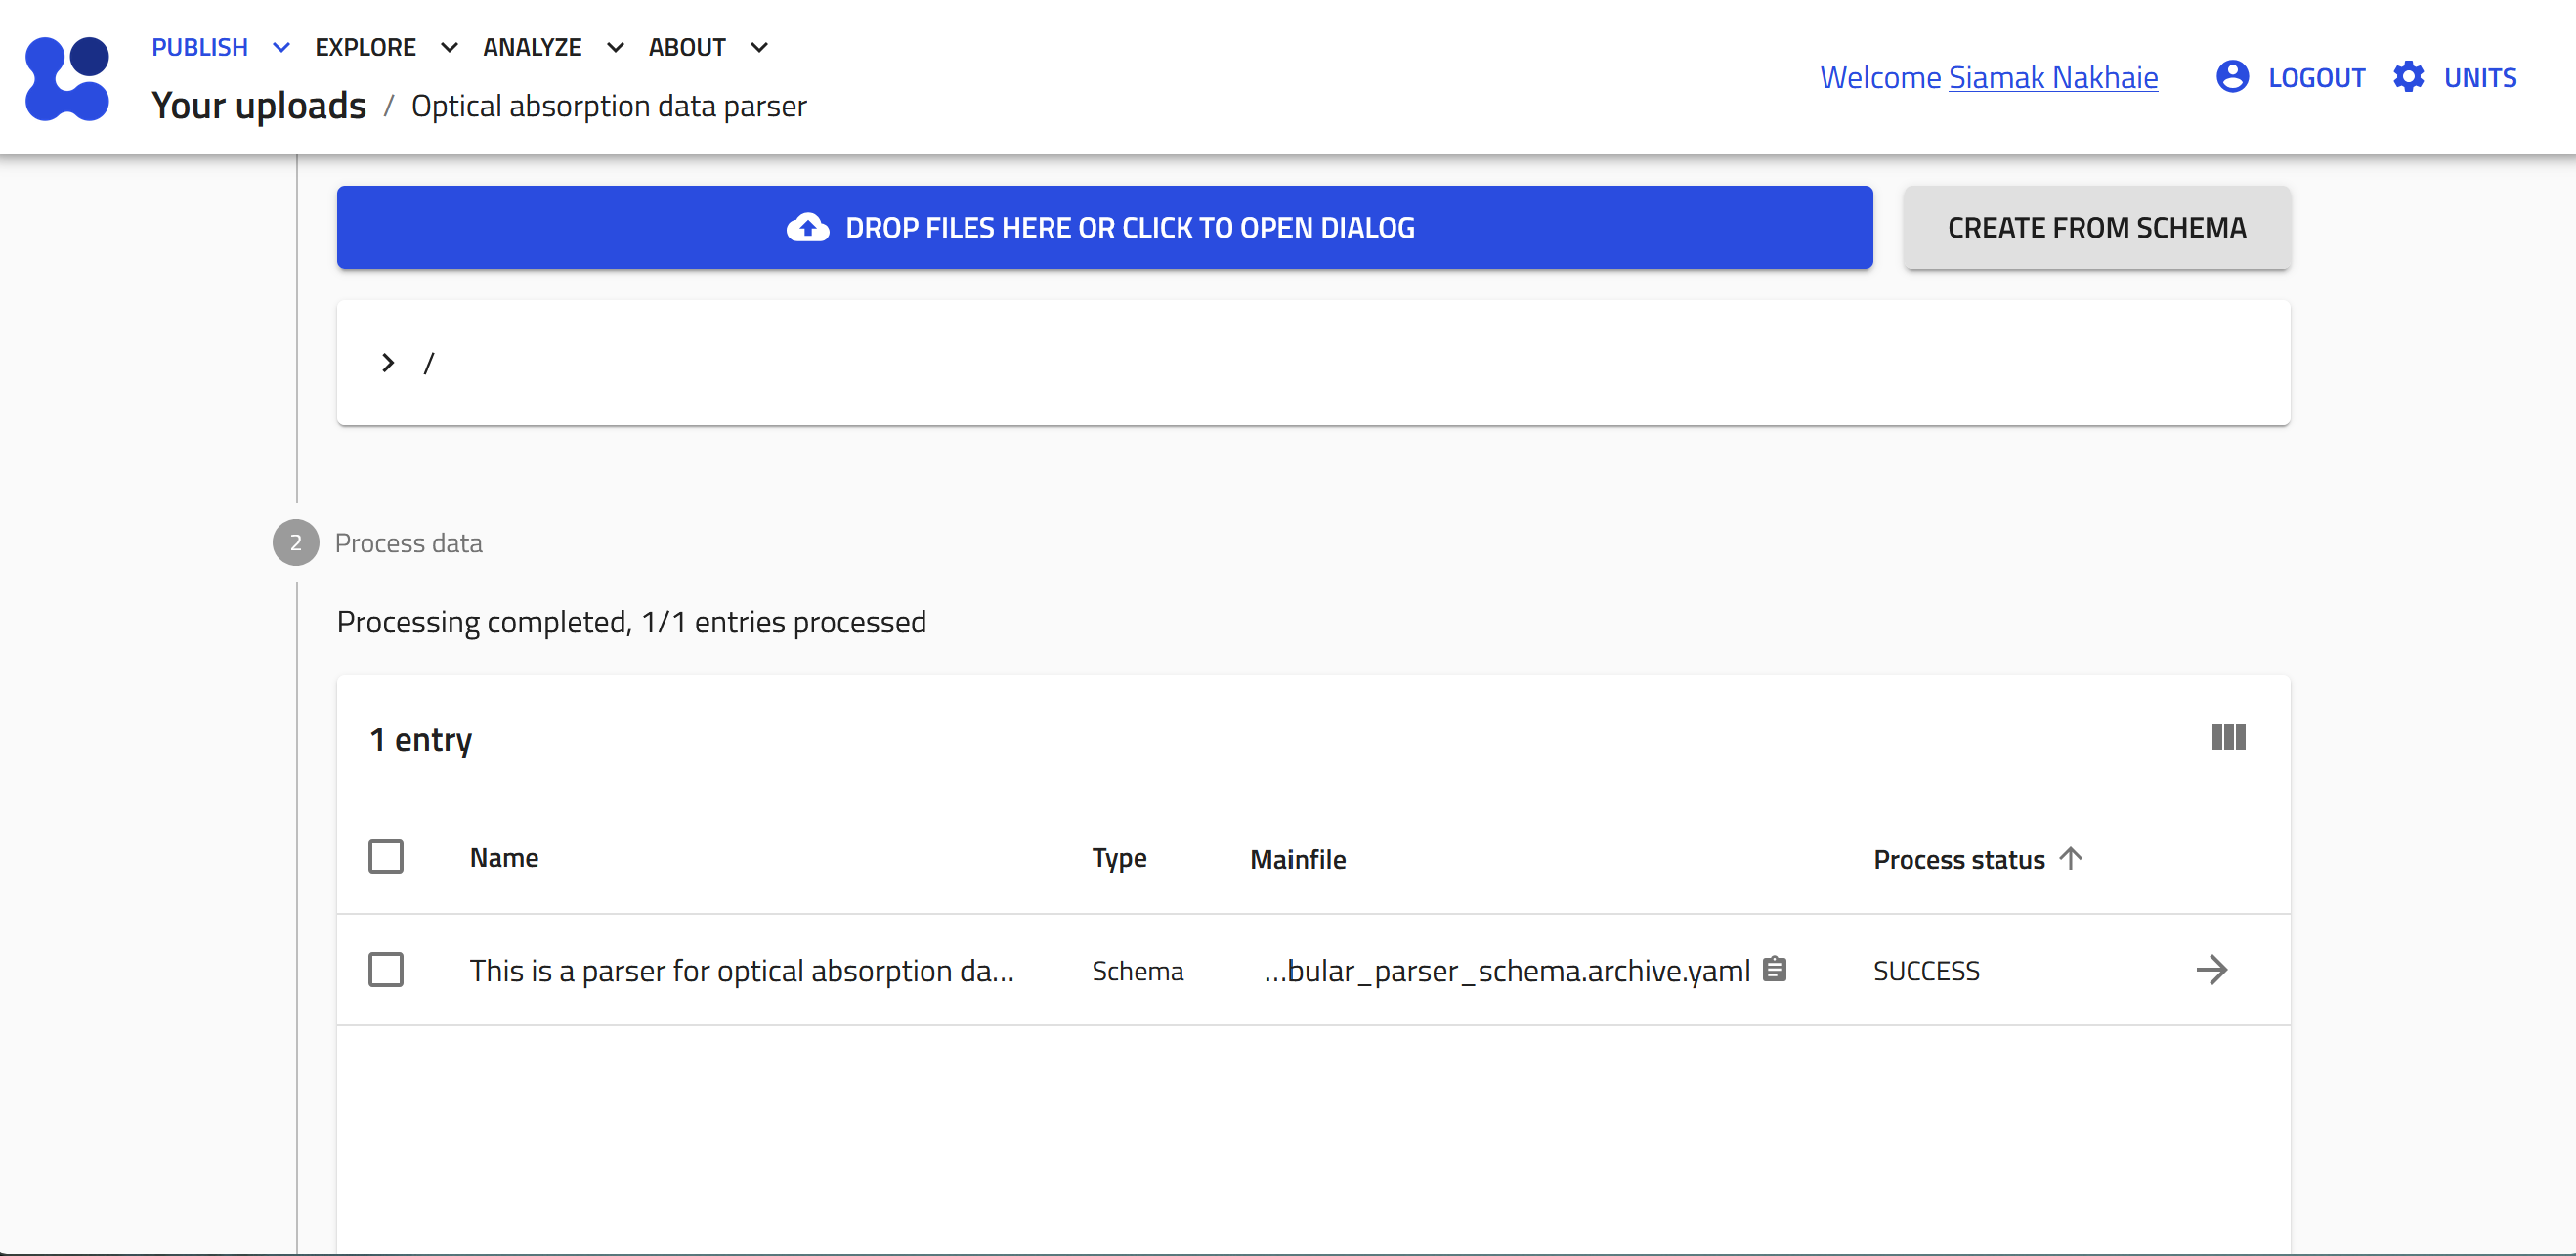 PUBLISH EXPLORE ANALYZE ABOUT
Your uploads / Optical absorption data parser
Welcome Siamak Nakhaie LOGOUT UNITS
DROP FILES HERE OR CLICK TO OPEN DIALOG
CREATE FROM SCHEMA
/
2 Process data
Processing completed, 1/1 entries processed
1 entry
Name Type Mainfile Process status
This is a parser for optical absorption da... Schema ...bular_parser_schema.archive.yaml SUCCESS